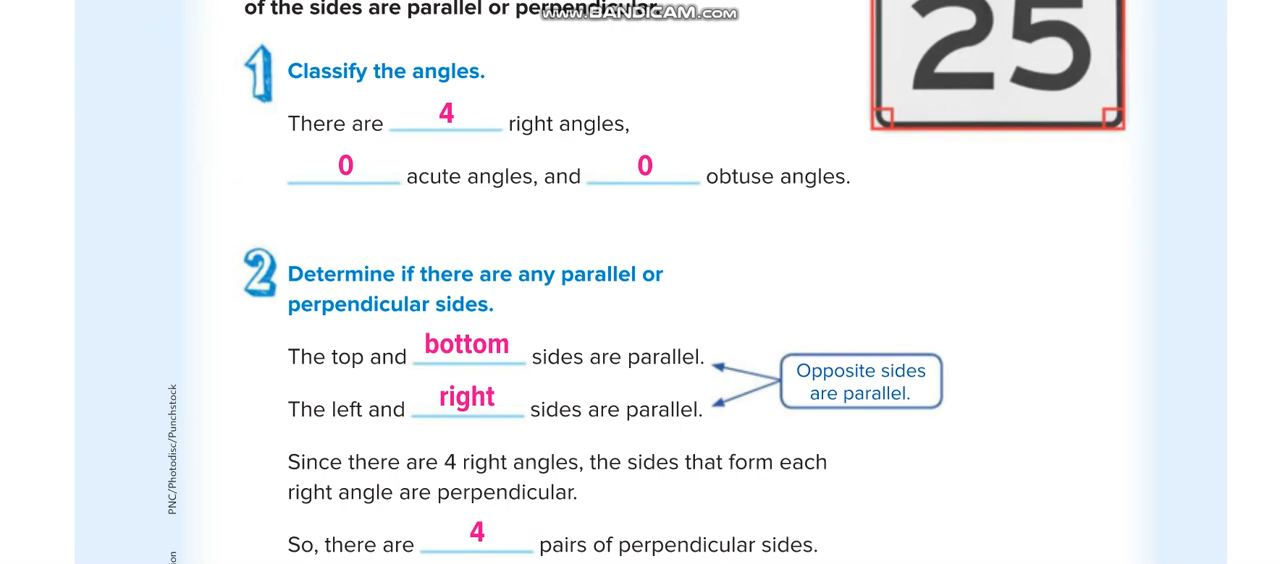 of the sides are parallel or perpendicular.
www.BANDICAM.com
25
1 Classify the angles.
There are 4 right angles,
0 acute angles, and 0 obtuse angles.
2 Determine if there are any parallel or
perpendicular sides.
The top and bottom sides are parallel.
The left and right sides are parallel.
Opposite sides
are parallel.
Since there are 4 right angles, the sides that form each
right angle are perpendicular.
So, there are 4 pairs of perpendicular sides.
PNC/Photodisc/Punchstock